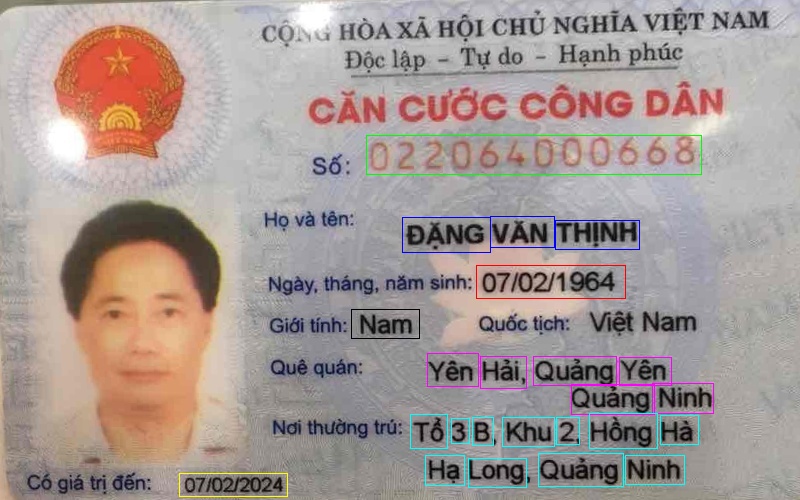 CỘNG HÒA XÃ HỘI CHỦ NGHĨA VIỆT NAM
Độc lập - Tự do - Hạnh phúc
CĂN CƯỚC CÔNG DÂN
Số: 022064000668
Họ và tên: ĐẶNG VĂN THỊNH
Ngày, tháng, năm sinh: 07/02/1964
Giới tính: Nam Quốc tịch: Việt Nam
Quê quán: Yên Hải, Quảng Yên
Quảng Ninh
Nơi thường trú: Tổ 3 B, Khu 2, Hồng Hà
Hạ Long, Quảng Ninh
Có giá trị đến: 07/02/2024